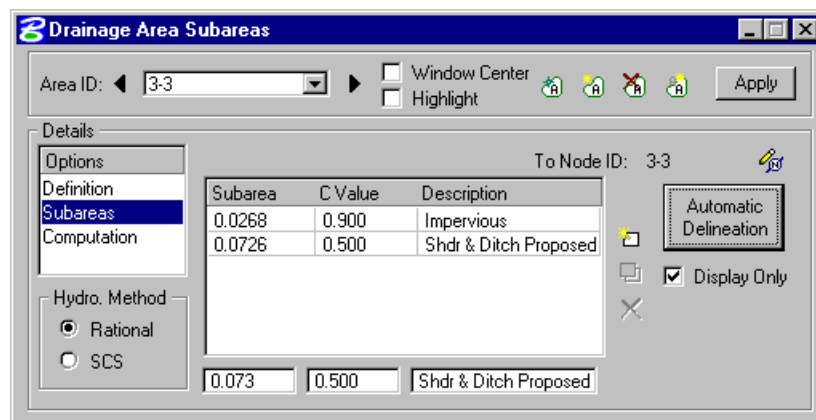 Drainage Area Subareas
Area ID: 3-3 Window Center Apply
Highlight
Details
Options To Node ID: 3-3
Definition
Subareas
Computation
Subarea C Value Description
0.0268 0.900 Impervious
0.0726 0.500 Shdr & Ditch Proposed
Automatic
Delineation
Display Only
Hydro. Method
Rational
SCS
0.073 0.500 Shdr & Ditch Proposed